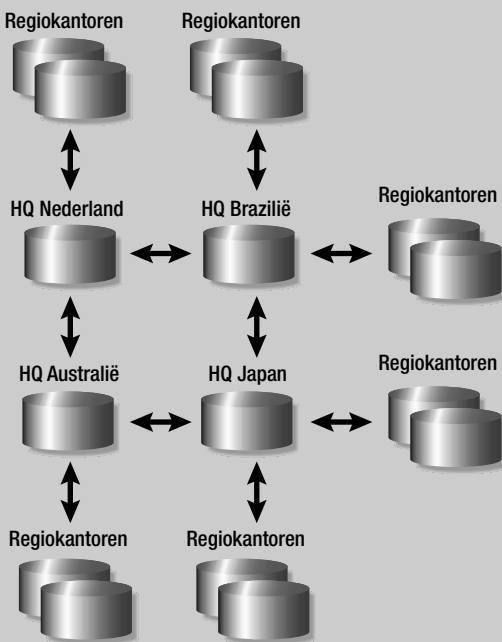 Regiokantoren
Regiokantoren
HQ Nederland
HQ Brazilië
Regiokantoren
HQ Australië
HQ Japan
Regiokantoren
Regiokantoren
Regiokantoren